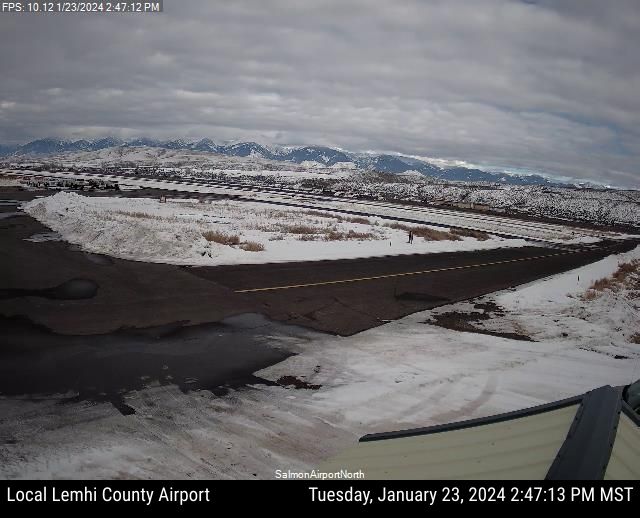 FPS: 10.12 1/23/2024 2:47:12 PM
SalmonAirportNorth
Local Lemhi County Airport Tuesday, January 23, 2024 2:47:13 PM MST